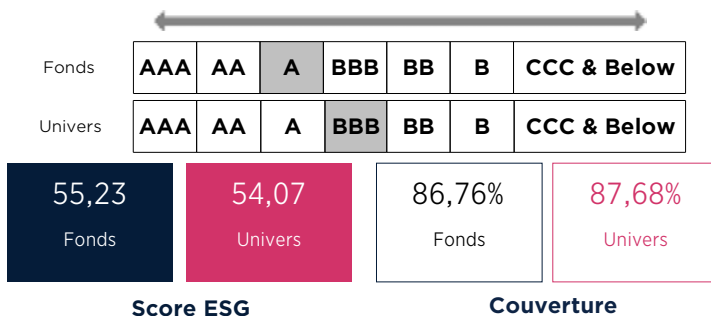 Fonds AAA AA A BBB BB B CCC & Below
Univers AAA AA A BBB BB B CCC & Below
55,23 54,07 86,76% 87,68%
Fonds Univers Fonds Univers
Score ESG Couverture